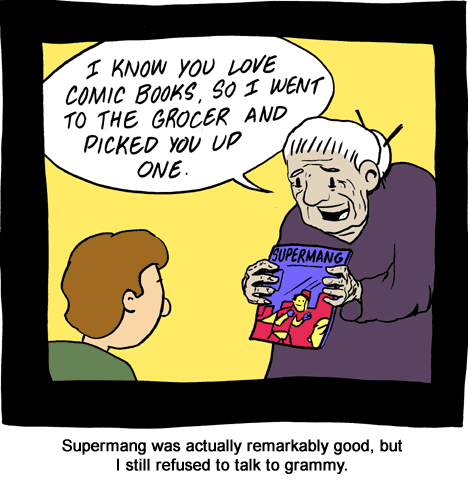 I KNOW YOU LOVE
COMIC BOOKS, SO I WENT
TO THE GROCER AND
PICKED YOU UP
ONE.
SUPERMANG
Supermang was actually remarkably good, but
I still refused to talk to grammy.